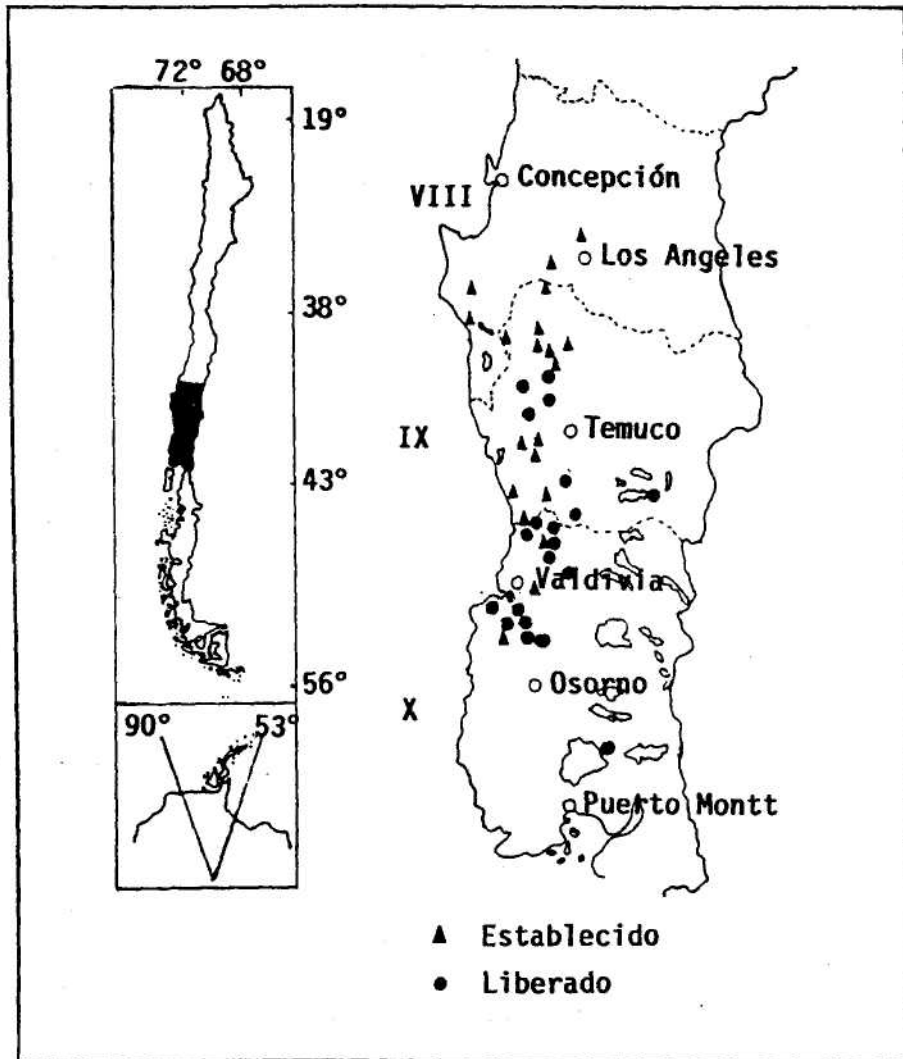 72° 68°
19°
38°
43°
56°
90° 53°
VIII
Concepción
Los Angeles
IX
Temuco
Valdivia
X
Osorno
Puerto Montt
▲ Establecido
● Liberado